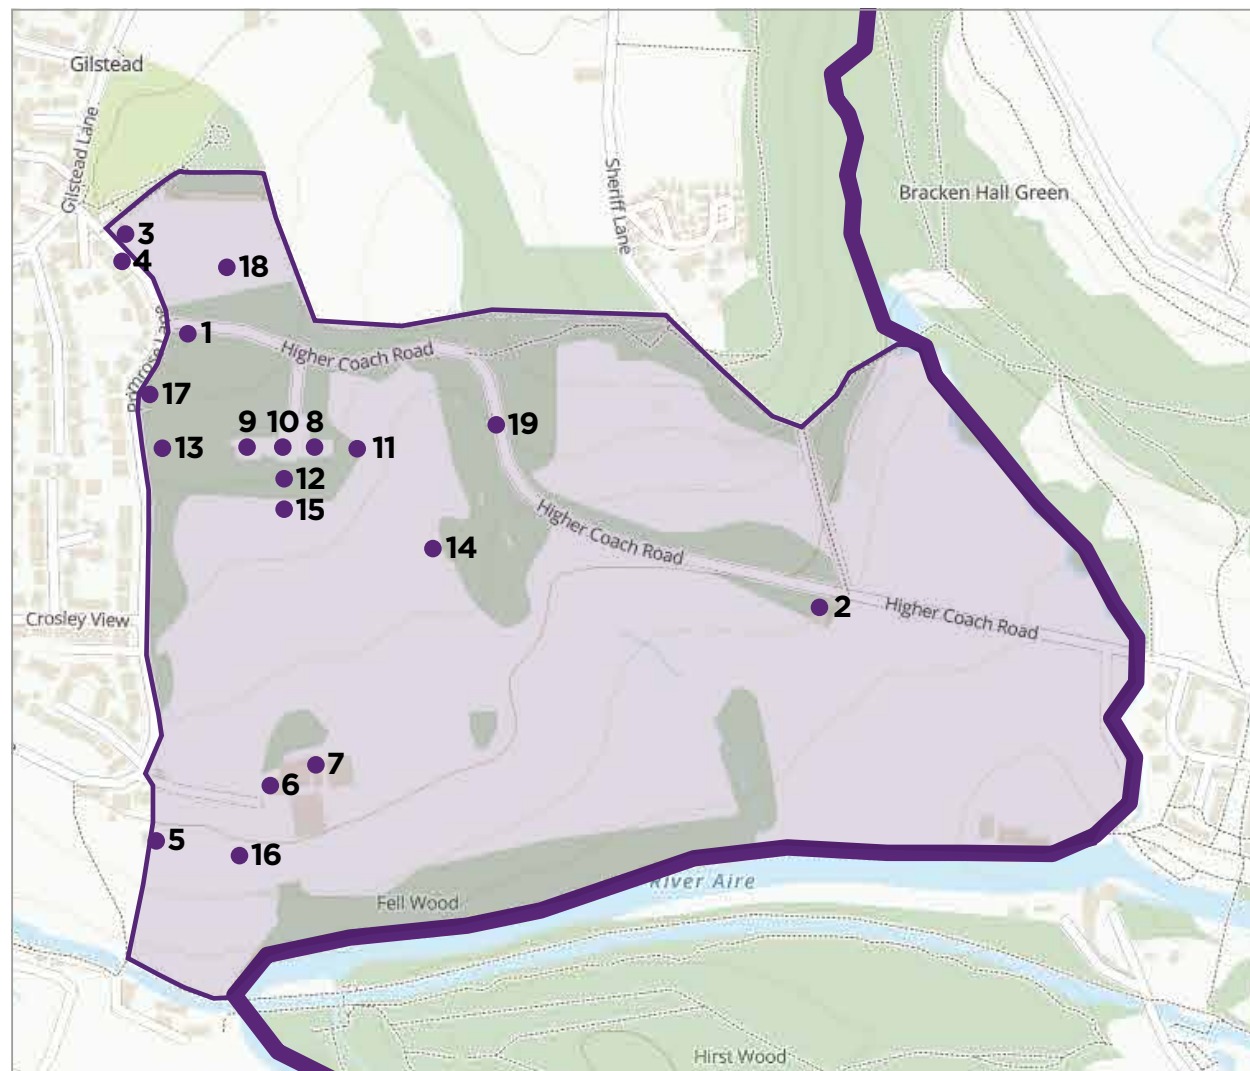 Gilstead
Gilstead Lane
Sheriff Lane
Bracken Hall Green
3
4
18
1
Higher Coach Road
Primrose Lane
17
19
9 10 8
13
11
12
15
Higher Coach Road
14
2
Higher Coach Road
Crosley View
7
6
5
16
River Aire
Fell Wood
Hirst Wood